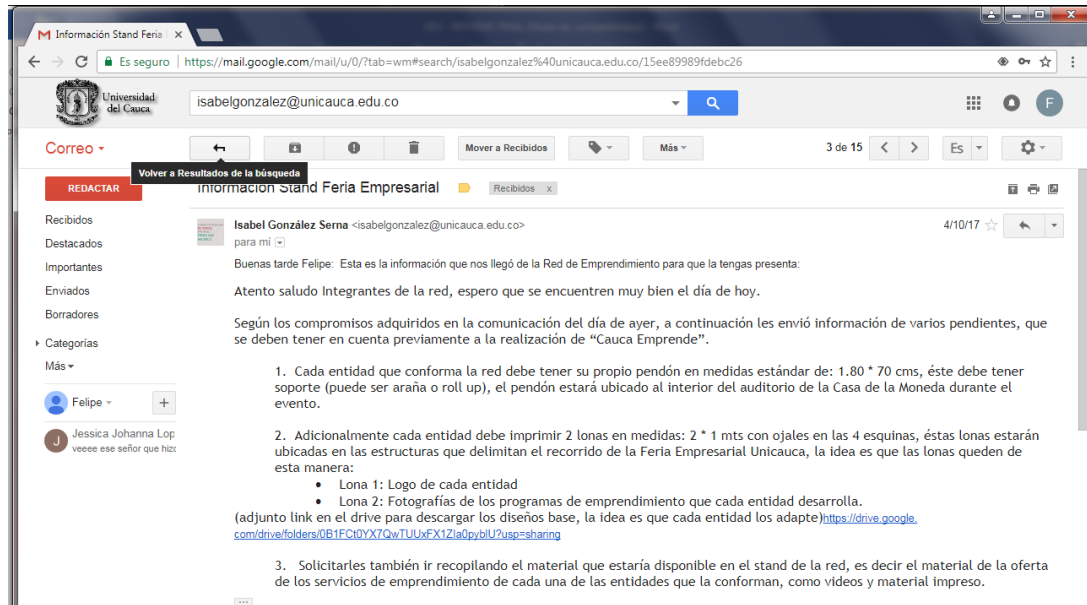 Información Stand Feria
Es seguro
https://mail.google.com/mail/u/0/?tab=wm#search/isabelgonzalez%40unicauca.edu.co/15ee89989fdebc26
Universidad
del Cauca
isabelgonzalez@unicauca.edu.co
F
Correo
Mover a Recibidos
Más
3 de 15
Es
Volver a Resultados de la búsqueda
REDACTAR
Información Stand Feria Empresarial
Recibidos x
Recibidos
Destacados
Importantes
Enviados
Borradores
Categorías
Más
Felipe
+
J
Jessica Johanna Lop
veeee ese señor que hizo
Isabel González Serna <isabelgonzalez@unicauca.edu.co>
4/10/17
para mí
Buenas tarde Felipe: Esta es la información que nos llegó de la Red de Emprendimiento para que la tengas presenta:
Atento saludo Integrantes de la red, espero que se encuentren muy bien el día de hoy.
Según los compromisos adquiridos en la comunicación del día de ayer, a continuación les envió información de varios pendientes, que
se deben tener en cuenta previamente a la realización de “Cauca Emprende”.
1. Cada entidad que conforma la red debe tener su propio pendón en medidas estándar de: 1.80 * 70 cms, éste debe tener
soporte (puede ser araña o roll up), el pendón estará ubicado al interior del auditorio de la Casa de la Moneda durante el
evento.
2. Adicionalmente cada entidad debe imprimir 2 lonas en medidas: 2 * 1 mts con ojales en las 4 esquinas, éstas lonas estarán
ubicadas en las estructuras que delimitan el recorrido de la Feria Empresarial Unicauca, la idea es que las lonas queden de
esta manera:
• Lona 1: Logo de cada entidad
• Lona 2: Fotografías de los programas de emprendimiento que cada entidad desarrolla.
(adjunto link en el drive para descargar los diseños base, la idea es que cada entidad los adapte)https://drive.google.
com/drive/folders/0B1FCt0YX7QwTUUxFX1Zla0pyblU?usp=sharing
3. Solicitarles también ir recopilando el material que estaría disponible en el stand de la red, es decir el material de la oferta
de los servicios de emprendimiento de cada una de las entidades que la conforman, como videos y material impreso.